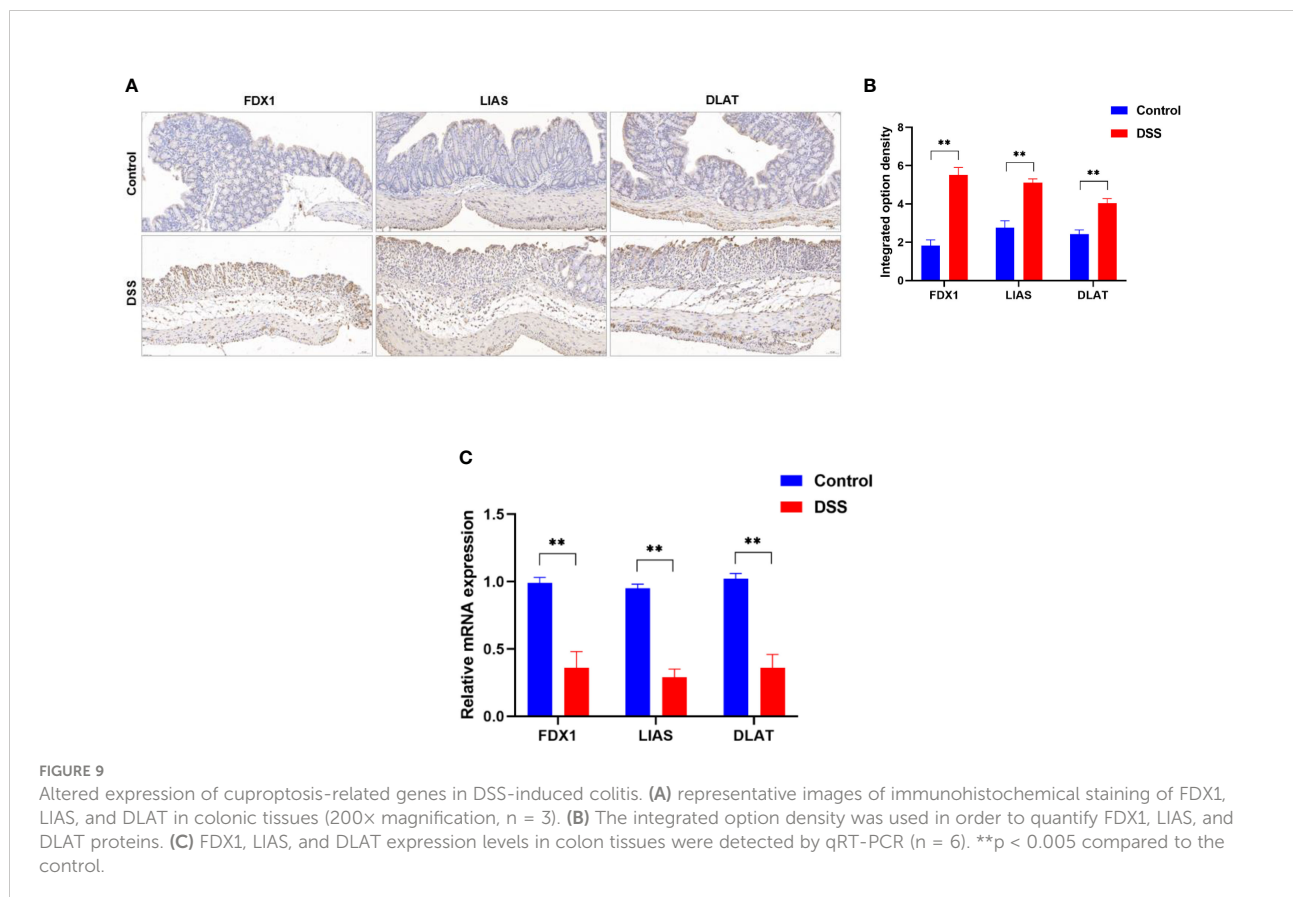 A
FDX1
LIAS
DLAT
Control
DSS
B
Control
DSS
Integrated option density
8
6
4
2
0
**
**
**
FDX1
LIAS
DLAT
C
Control
DSS
Relative mRNA expression
1.5
1.0
0.5
0.0
**
**
**
FDX1
LIAS
DLAT
FIGURE 9
Altered expression of cuproptosis-related genes in DSS-induced colitis. (A) representative images of immunohistochemical staining of FDX1,
LIAS, and DLAT in colonic tissues (200× magnification, n = 3). (B) The integrated option density was used in order to quantify FDX1, LIAS, and
DLAT proteins. (C) FDX1, LIAS, and DLAT expression levels in colon tissues were detected by qRT-PCR (n = 6). **p < 0.005 compared to the
control.